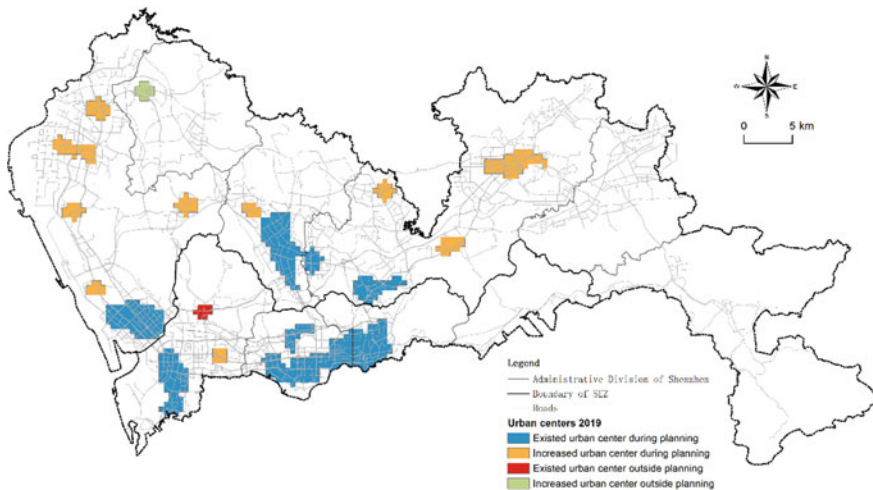 N
W E
S
0 5 km
Legend
Administrative Division of Shenzhen
Boundary of SEZ
Roads
Urban centers 2019
Existed urban center during planning
Increased urban center during planning
Existed urban center outside planning
Increased urban center outside planning